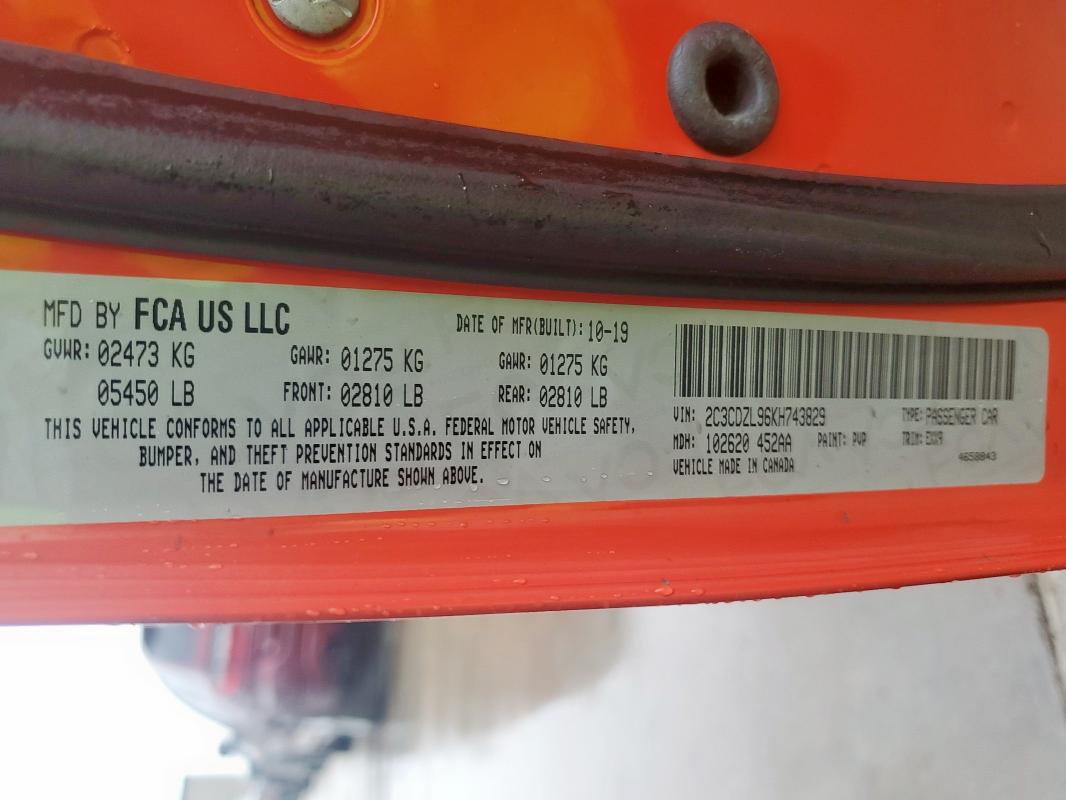 MFD BY FCA US LLC
DATE OF MFR(BUILT): 10-19
GVWR: 02473 KG GAWR: 01275 KG GAWR: 01275 KG
05450 LB FRONT: 02810 LB REAR: 02810 LB
THIS VEHICLE CONFORMS TO ALL APPLICABLE U.S.A. FEDERAL MOTOR VEHICLE SAFETY,
BUMPER, AND THEFT PREVENTION STANDARDS IN EFFECT ON
THE DATE OF MANUFACTURE SHOWN ABOVE.
VIN: 2C3CDZL96KH743829 TYPE: PASSENGER CAR
MDH: 102620 452AA PAINT: PVP TRIM: EXX9
VEHICLE MADE IN CANADA 4658843